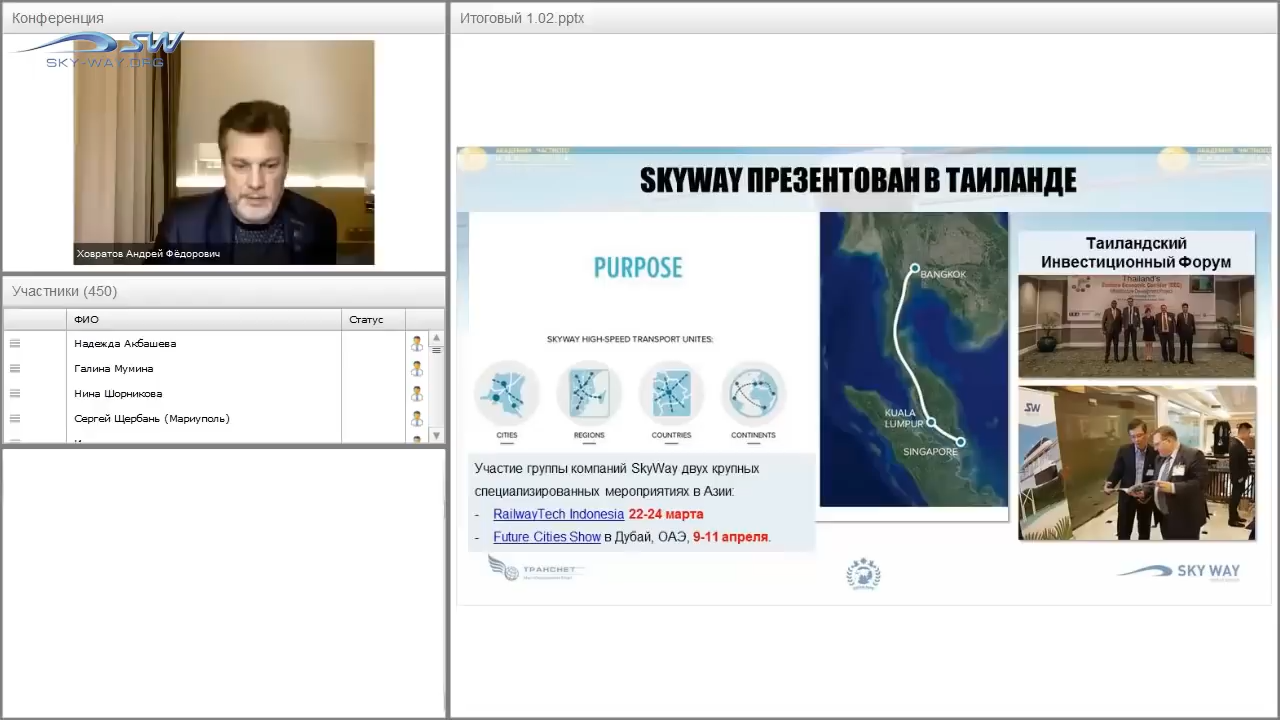 Конференция
SW
SKY-WAY.ORG
Ховратов Андрей Фёдорович
Участники (450)
ФИО
Статус
Надежда Акбашева
Галина Мумина
Нина Шорникова
Сергей Щербань (Мариуполь)
Итоговый 1.02.pptx
SKYWAY ПРЕЗЕНТОВАН В ТАИЛАНДЕ
PURPOSE
SKYWAY HIGH-SPEED TRANSPORT UNITES:
CITIES
REGIONS
COUNTRIES
CONTINENTS
Участие группы компаний SkyWay двух крупных
специализированных мероприятиях в Азии:
- RailwayTech Indonesia 22-24 марта
- Future Cities Show в Дубай, ОАЭ, 9-11 апреля.
BANGKOK
KUALA
LUMPUR
SINGAPORE
Таиландский
Инвестиционный Форум
Thailand's
SW
ТРАНСНЕТ
SKY WAY